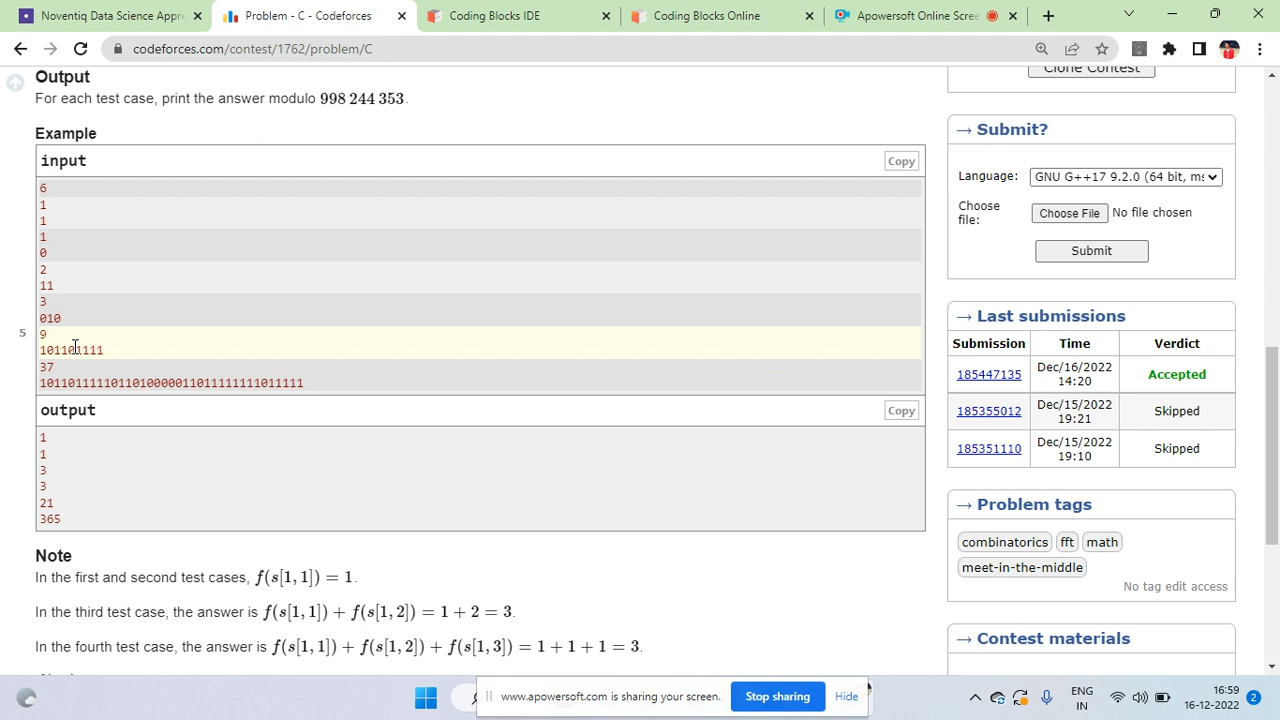 Noventiq Data Science Appr
Problem - C - Codeforces
Coding Blocks IDE
Coding Blocks Online
Apowersoft Online Scre
codeforces.com/contest/1762/problem/C
Output
For each test case, print the answer modulo 998 244 353.
Example
input
Copy
6
1
1
1
0
2
11
3
010
5
9
101101111
37
1011011111011010000011011111111011111
output
Copy
1
1
3
3
21
365
Note
In the first and second test cases, f(s[1, 1]) = 1.
In the third test case, the answer is f(s[1, 1]) + f(s[1, 2]) = 1 + 2 = 3.
In the fourth test case, the answer is f(s[1, 1]) + f(s[1, 2]) + f(s[1, 3]) = 1 + 1 + 1 = 3.
Clone Contest
→ Submit?
Language: GNU G++17 9.2.0 (64 bit, ms
Choose file: Choose File No file chosen
Submit
→ Last submissions
Submission Time Verdict
185447135 Dec/16/2022 14:20 Accepted
185355012 Dec/15/2022 19:21 Skipped
185351110 Dec/15/2022 19:10 Skipped
→ Problem tags
combinatorics fft math
meet-in-the-middle
No tag edit access
→ Contest materials
www.apowersoft.com is sharing your screen. Stop sharing Hide
ENG
IN
16:59
16-12-2022
2